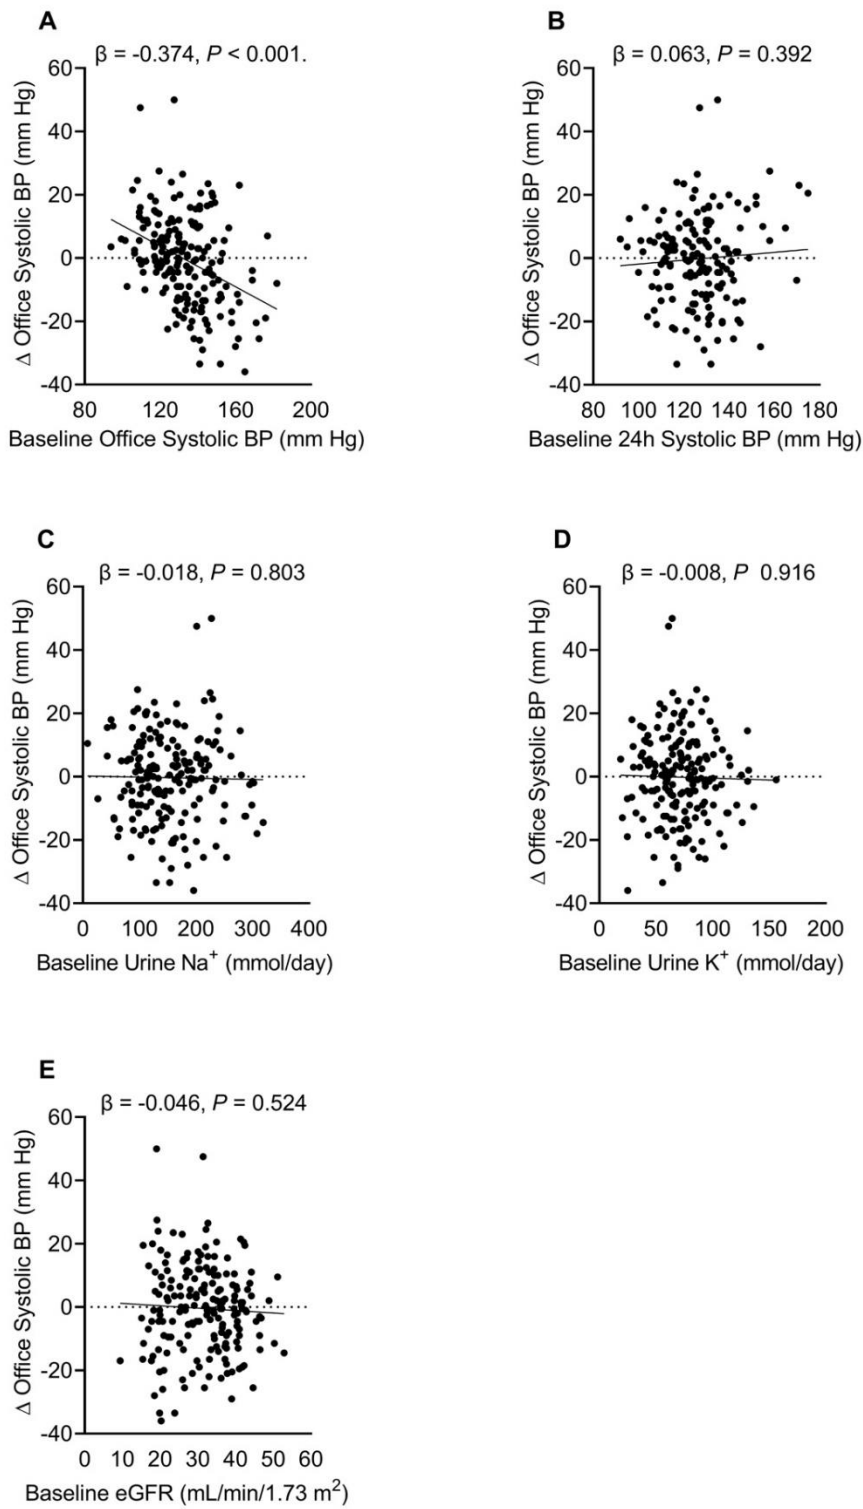 A
β = -0.374, P < 0.001.
Δ Office Systolic BP (mm Hg)
60
40
20
0
-20
-40
80 120 160 200
Baseline Office Systolic BP (mm Hg)
B
β = 0.063, P = 0.392
Δ Office Systolic BP (mm Hg)
60
40
20
0
-20
-40
80 100 120 140 160 180
Baseline 24h Systolic BP (mm Hg)
C
β = -0.018, P = 0.803
Δ Office Systolic BP (mm Hg)
60
40
20
0
-20
-40
0 100 200 300 400
Baseline Urine Na⁺ (mmol/day)
D
β = -0.008, P 0.916
Δ Office Systolic BP (mm Hg)
60
40
20
0
-20
-40
0 50 100 150 200
Baseline Urine K⁺ (mmol/day)
E
β = -0.046, P = 0.524
Δ Office Systolic BP (mm Hg)
60
40
20
0
-20
-40
0 10 20 30 40 50 60
Baseline eGFR (mL/min/1.73 m²)